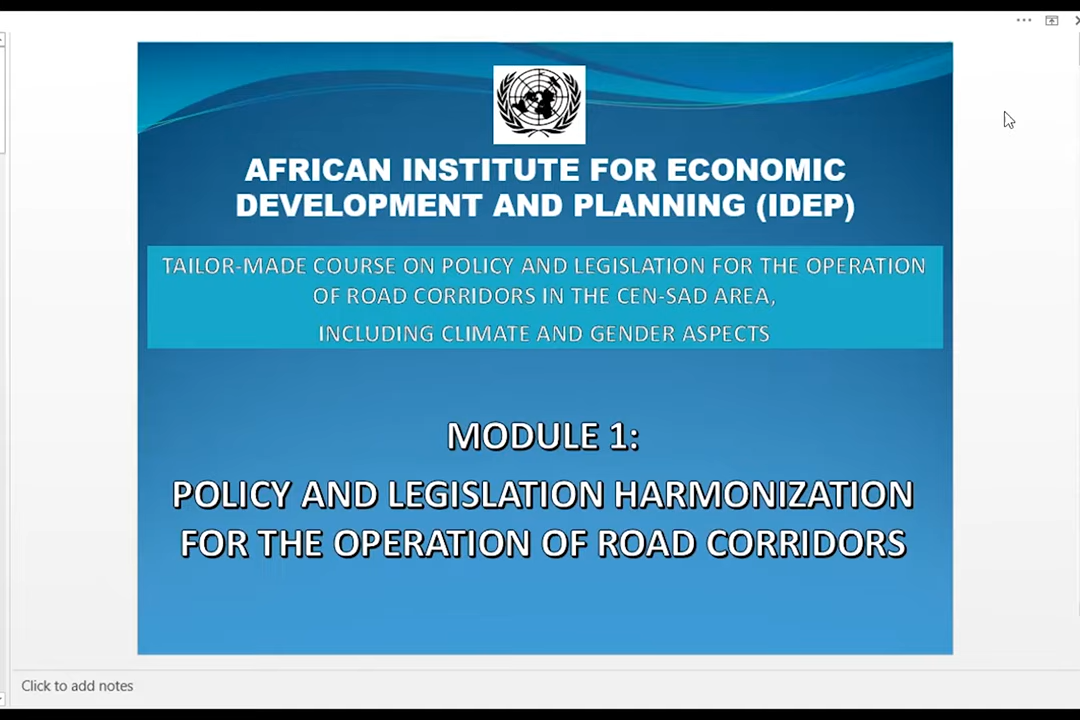 AFRICAN INSTITUTE FOR ECONOMIC
DEVELOPMENT AND PLANNING (IDEP)
TAILOR-MADE COURSE ON POLICY AND LEGISLATION FOR THE OPERATION
OF ROAD CORRIDORS IN THE CEN-SAD AREA,
INCLUDING CLIMATE AND GENDER ASPECTS
MODULE 1:
POLICY AND LEGISLATION HARMONIZATION
FOR THE OPERATION OF ROAD CORRIDORS
Click to add notes